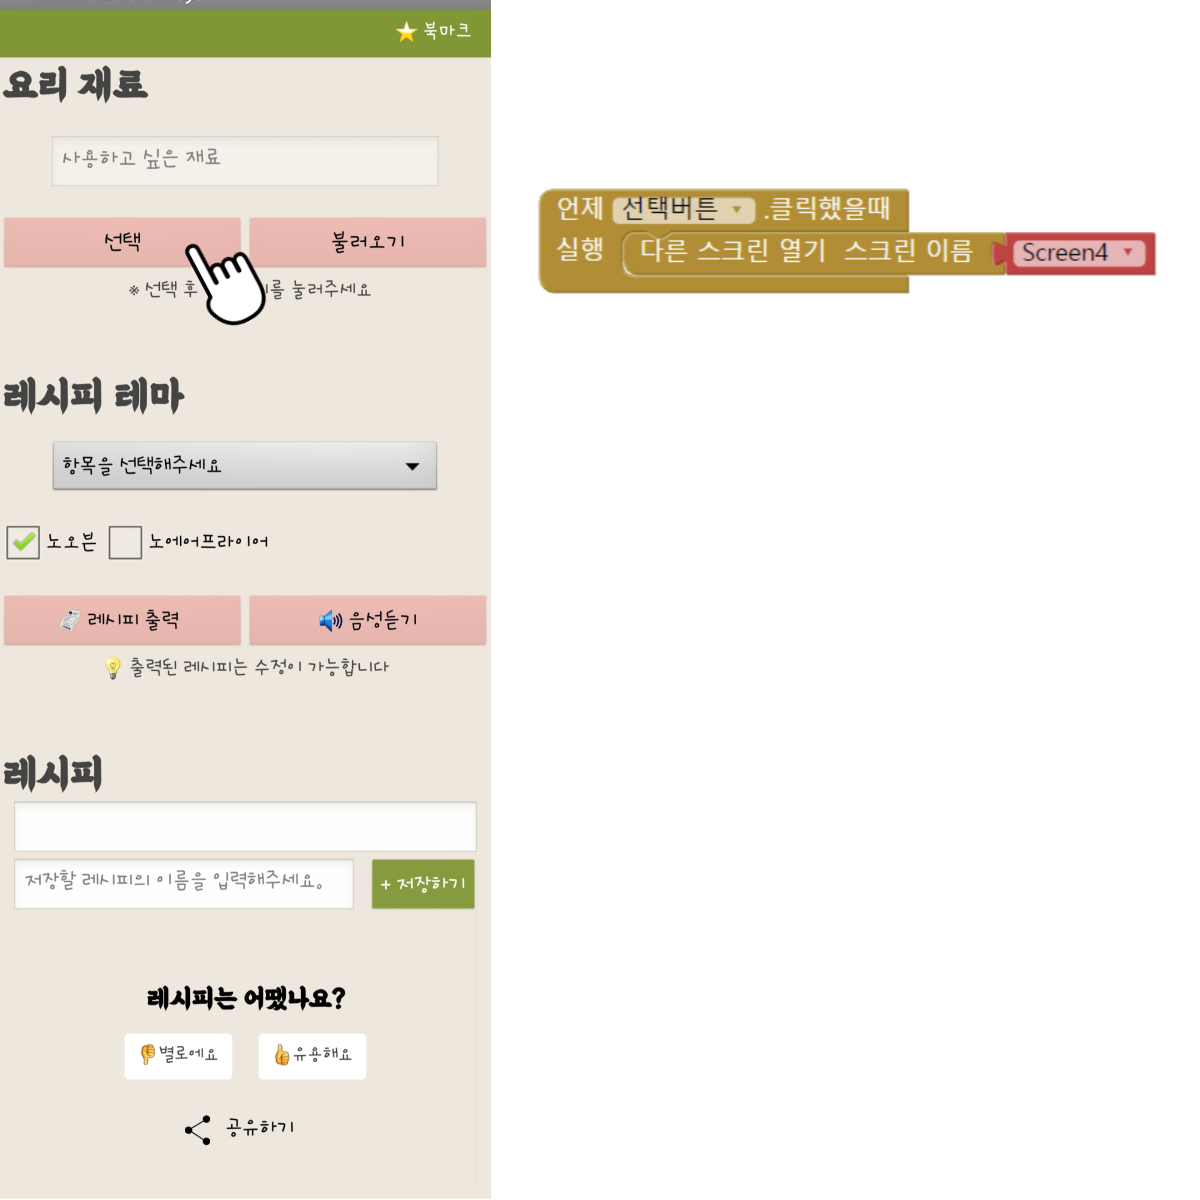 북마크
요리 재료
사용하고 싶은 재료
선택
불러오기
※ 선택 후 를 눌러주세요
레시피 테마
항목을 선택해주세요
노오븐
노에어프라이어
레시피 출력
음성듣기
출력된 레시피는 수정이 가능합니다
레시피
저장할 레시피의 이름을 입력해주세요.
+ 저장하기
레시피는 어땠나요?
별로에요
유용해요
공유하기
언제 선택버튼 .클릭했을때
실행 다른 스크린 열기 스크린 이름 Screen4